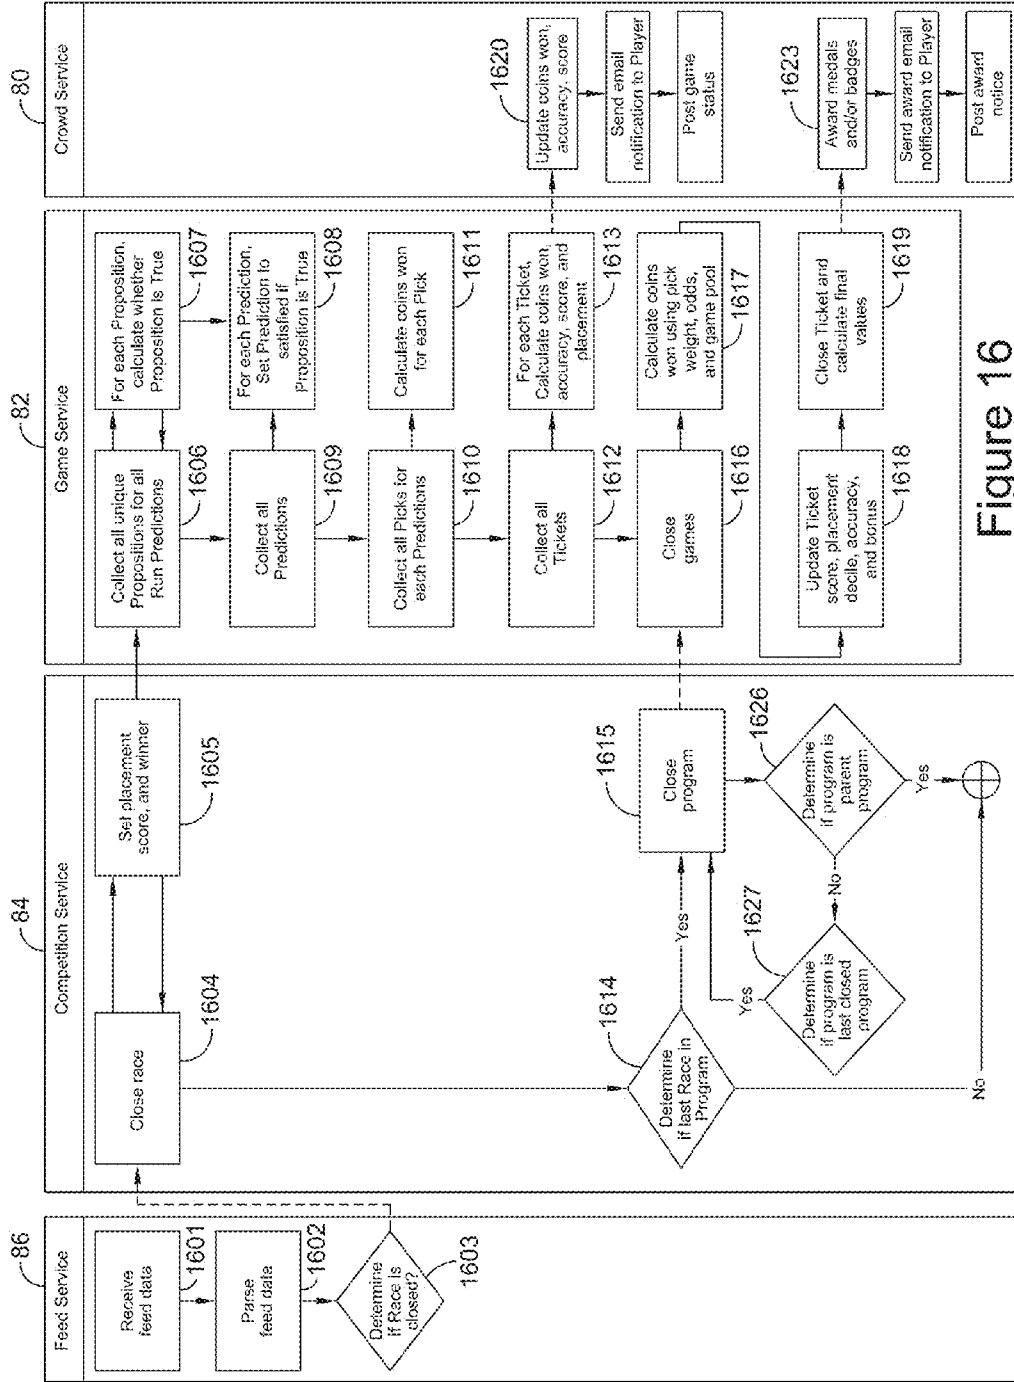 86
Feed Service
Receive
feed data
1601
Parse
feed date
1602
Determine
if Race is
closed?
1603
84
Competition Service
Close race
1604
Set placement
score, and winner
1605
Determine
if last Race in
Program
1614
Yes
No
Close
program
1615
Determine
if program is
parent
program
1626
Yes
No
Determine
if program is
last closed
program
1627
Yes
82
Game Service
Collect all unique
Propositions for all
Run Predictions
1606
For each Proposition,
calculate whether
Proposition is True
1607
Collect all
Predictions
1609
For each Prediction,
Set Prediction to
satisfied if
Proposition is True
1608
Collect all Picks for
each Predictions
1610
Calculate coins won
for each Pick
1611
Collect all
Tickets
1612
For each Ticket,
Calculate coins won,
accuracy, score, and
placement
1613
Close
games
1616
Calculate coins
won using pick
weight, odds,
and game pool
1617
Update Ticket
score, placement
decile, accuracy,
and bonus
1618
Close Ticket and
calculate final
values
1619
80
Crowd Service
Update coins won,
accuracy, score
1620
Send email
notification to Player
Post game
status
Award medals
and/or badges
1623
Send award email
notification to Player
Post award
notice
Figure 16